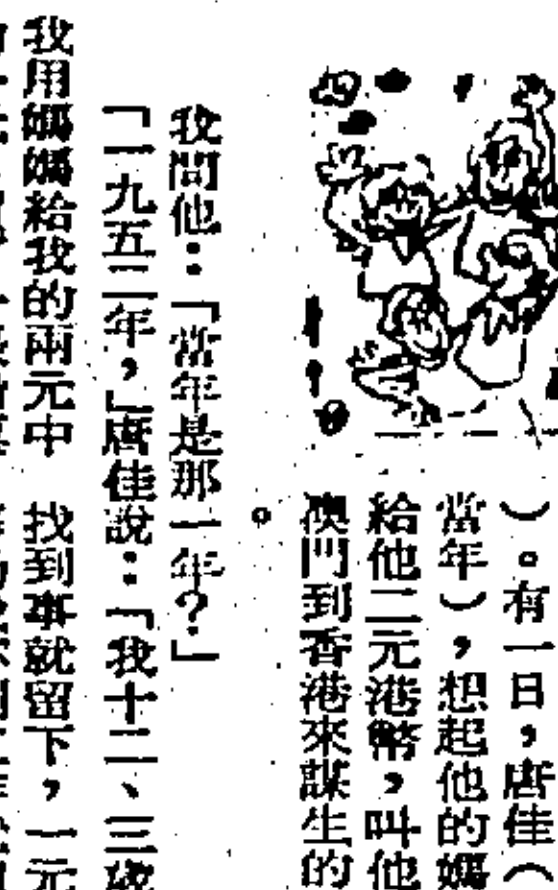 ）。有一日，唐佳（
當年），想起他的媽
給他二元港幣，叫他
澳門到香港來謀生的
。
我問他：「當年是那一年？」
「一九五二年，」唐佳說：「我十二、三歲
我用媽媽給我的兩元中
找到事就留下，一元